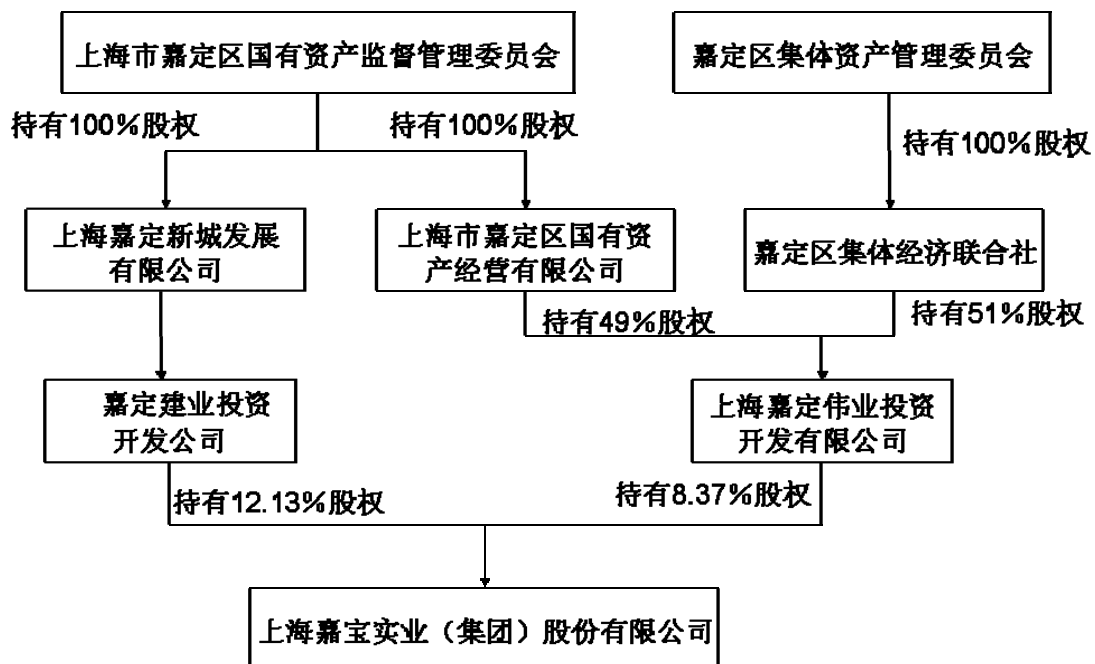 上海市嘉定区国有资产监督管理委员会
嘉定区集体资产管理委员会
持有100%股权
持有100%股权
持有100%股权
上海嘉定新城发展
有限公司
上海市嘉定区国有资
产经营有限公司
嘉定区集体经济联合社
持有49%股权
持有51%股权
嘉定建业投资
开发公司
上海嘉定伟业投资
开发有限公司
持有12.13%股权
持有8.37%股权
上海嘉宝实业（集团）股份有限公司